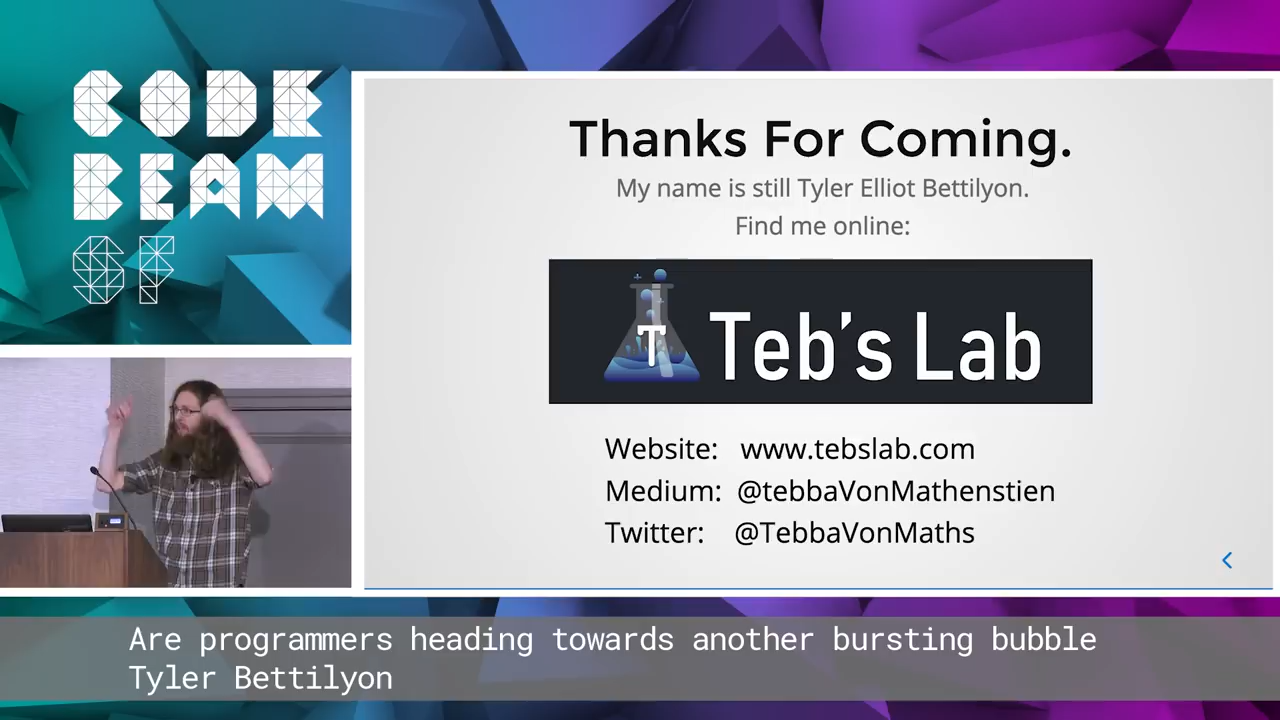 CODE
BEAM
SF
Thanks For Coming.
My name is still Tyler Elliot Bettilyon.
Find me online:
T Teb's Lab
Website: www.tebslab.com
Medium: @tebbaVonMathenstien
Twitter: @TebbaVonMaths
Are programmers heading towards another bursting bubble
Tyler Bettilyon